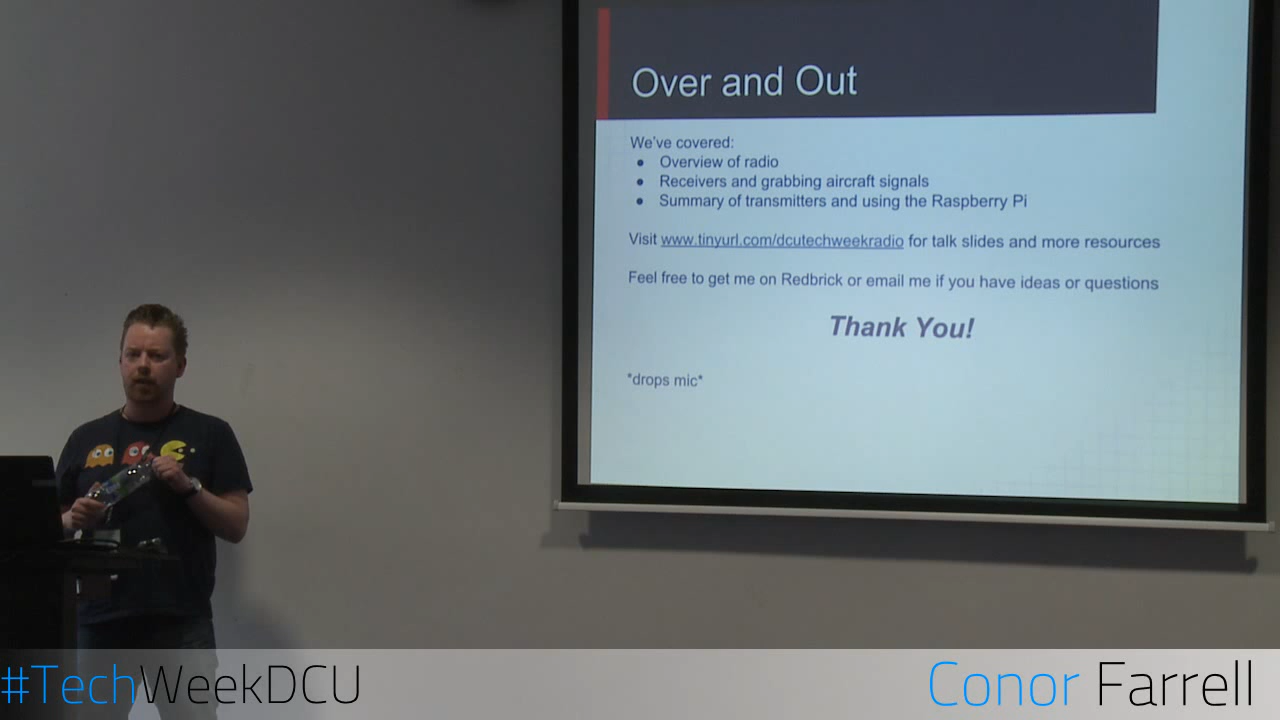 Over and Out
We've covered:
● Overview of radio
● Receivers and grabbing aircraft signals
● Summary of transmitters and using the Raspberry Pi
Visit www.tinyurl.com/dcutechweekradio for talk slides and more resources
Feel free to get me on Redbrick or email me if you have ideas or questions
Thank You!
*drops mic*
#TechWeekDCU
Conor Farrell